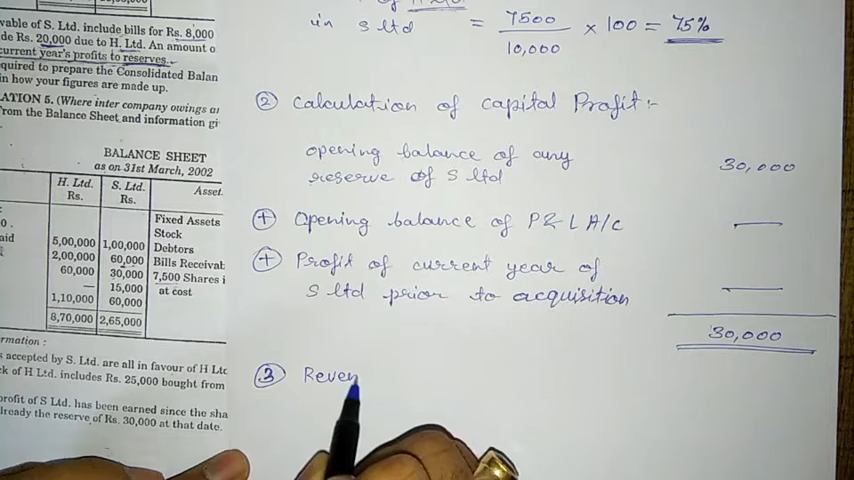 vable of S. Ltd. include bills for Rs. 8,000
de Rs. 20,000 due to H. Ltd. An amount o
current year's profits to reserves.
quired to prepare the Consolidated Balan
in how your figures are made up.
ATION 5. (Where inter company owings ar
From the Balance Sheet and information gi
BALANCE SHEET
as on 31st March, 2002
H. Ltd. S. Ltd. Asset
Rs. Rs.
Fixed Assets
0. Stock
aid 5,00,000 1,00,000 Debtors
2,00,000 60,000 Bills Receivab
60,000 30,000 7,500 Shares i
— 15,000 at cost
1,10,000 60,000
8,70,000 2,65,000
rmation :
s accepted by S. Ltd. are all in favour of H Ltd
ck of H Ltd. includes Rs. 25,000 bought from
profit of S Ltd. has been earned since the sha
lready the reserve of Rs. 30,000 at that date.
in S ltd = 7500 / 10,000 × 100 = 75%
② Calculation of Capital Profit :-
opening balance of any
reserve of S ltd 30,000
(+) Opening balance of P & L A/c —
(+) Profit of current year of
S ltd prior to acquisition —
30,000
③ Reven